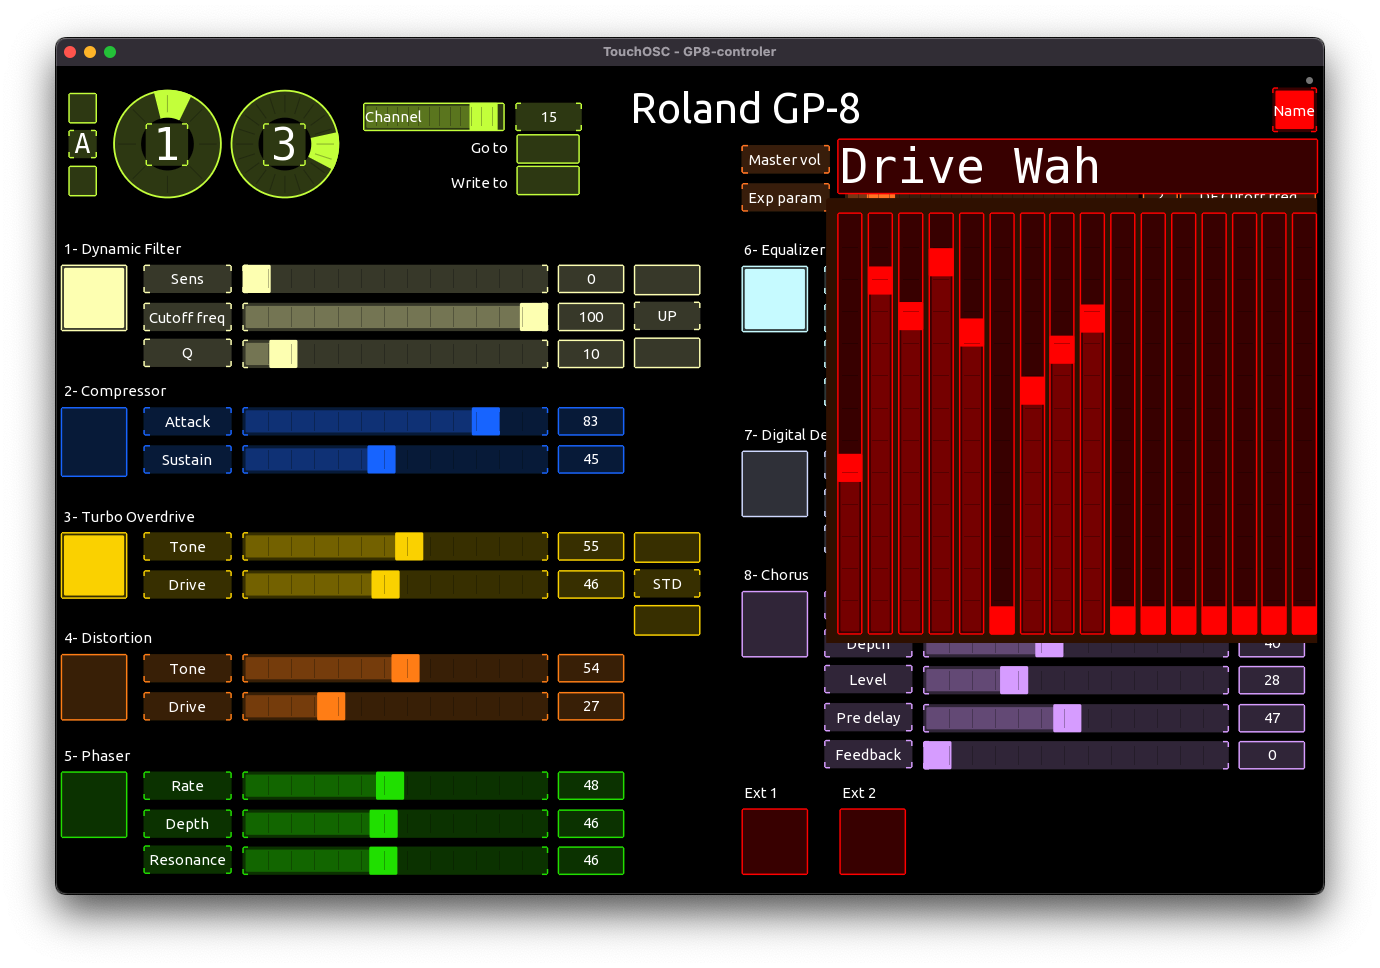 TouchOSC - GP8-controler
A
1
3
Channel
15
Go to
Write to
Roland GP-8
Name
Master vol
Drive Wah
Exp param
1- Dynamic Filter
Sens
0
Cutoff freq
100
UP
Q
10
2- Compressor
Attack
83
Sustain
45
3- Turbo Overdrive
Tone
55
Drive
46
STD
4- Distortion
Tone
54
Drive
27
5- Phaser
Rate
48
Depth
46
Resonance
46
6- Equalizer
7- Digital De
8- Chorus
Depth
40
Level
28
Pre delay
47
Feedback
0
Ext 1
Ext 2